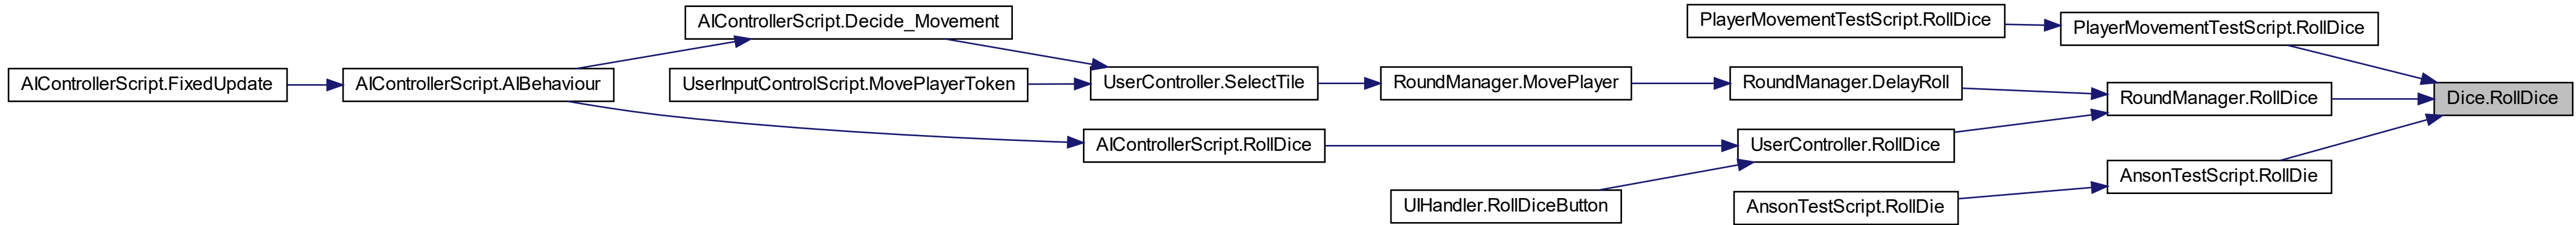 AIControllerScript.Decide_Movement
PlayerMovementTestScript.RollDice
PlayerMovementTestScript.RollDice
AIControllerScript.FixedUpdate
AIControllerScript.AIBehaviour
UserInputControlScript.MovePlayerToken
UserController.SelectTile
RoundManager.MovePlayer
RoundManager.DelayRoll
RoundManager.RollDice
Dice.RollDice
AIControllerScript.RollDice
UserController.RollDice
AnsonTestScript.RollDie
UIHandler.RollDiceButton
AnsonTestScript.RollDie